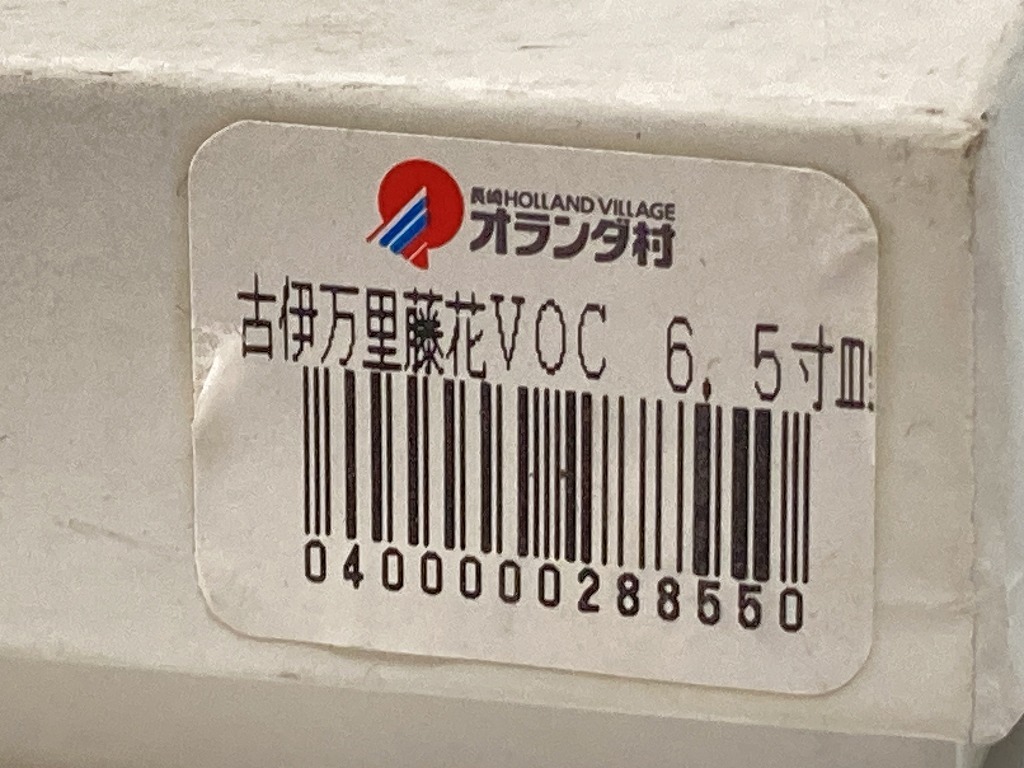 長崎HOLLAND VILLAGE
オランダ村
古伊万里藤花VOC 6.5寸皿
0400000288550